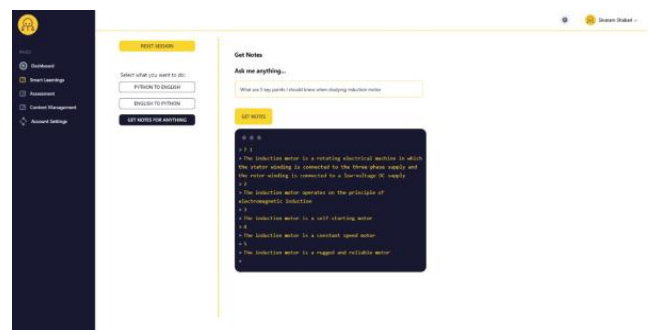 Shivam Shakti
PAGES
Dashboard
Smart Learnings
Assessment
Content Management
Account Settings
RESET SESSION
Select what you want to do:
PYTHON TO ENGLISH
ENGLISH TO PYTHON
GET NOTES FOR ANYTHING
Get Notes
Ask me anything...
What are 5 key points I should know when studying induction motor
GET NOTES
> ? 1
> The induction motor is a rotating electrical machine in which
the stator winding is connected to the three-phase supply and
the rotor winding is connected to a low-voltage DC supply
> 2
> The induction motor operates on the principle of
electromagnetic induction
> 3
> The induction motor is a self-starting motor
> 4
> The induction motor is a constant speed motor
> 5
> The induction motor is a rugged and reliable motor
>